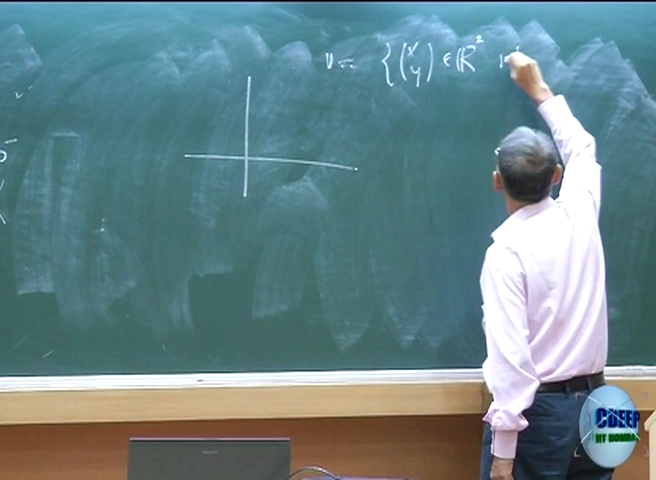 V = { (x y) ∈ ℝ²
CDEEP
IIT BOMBAY